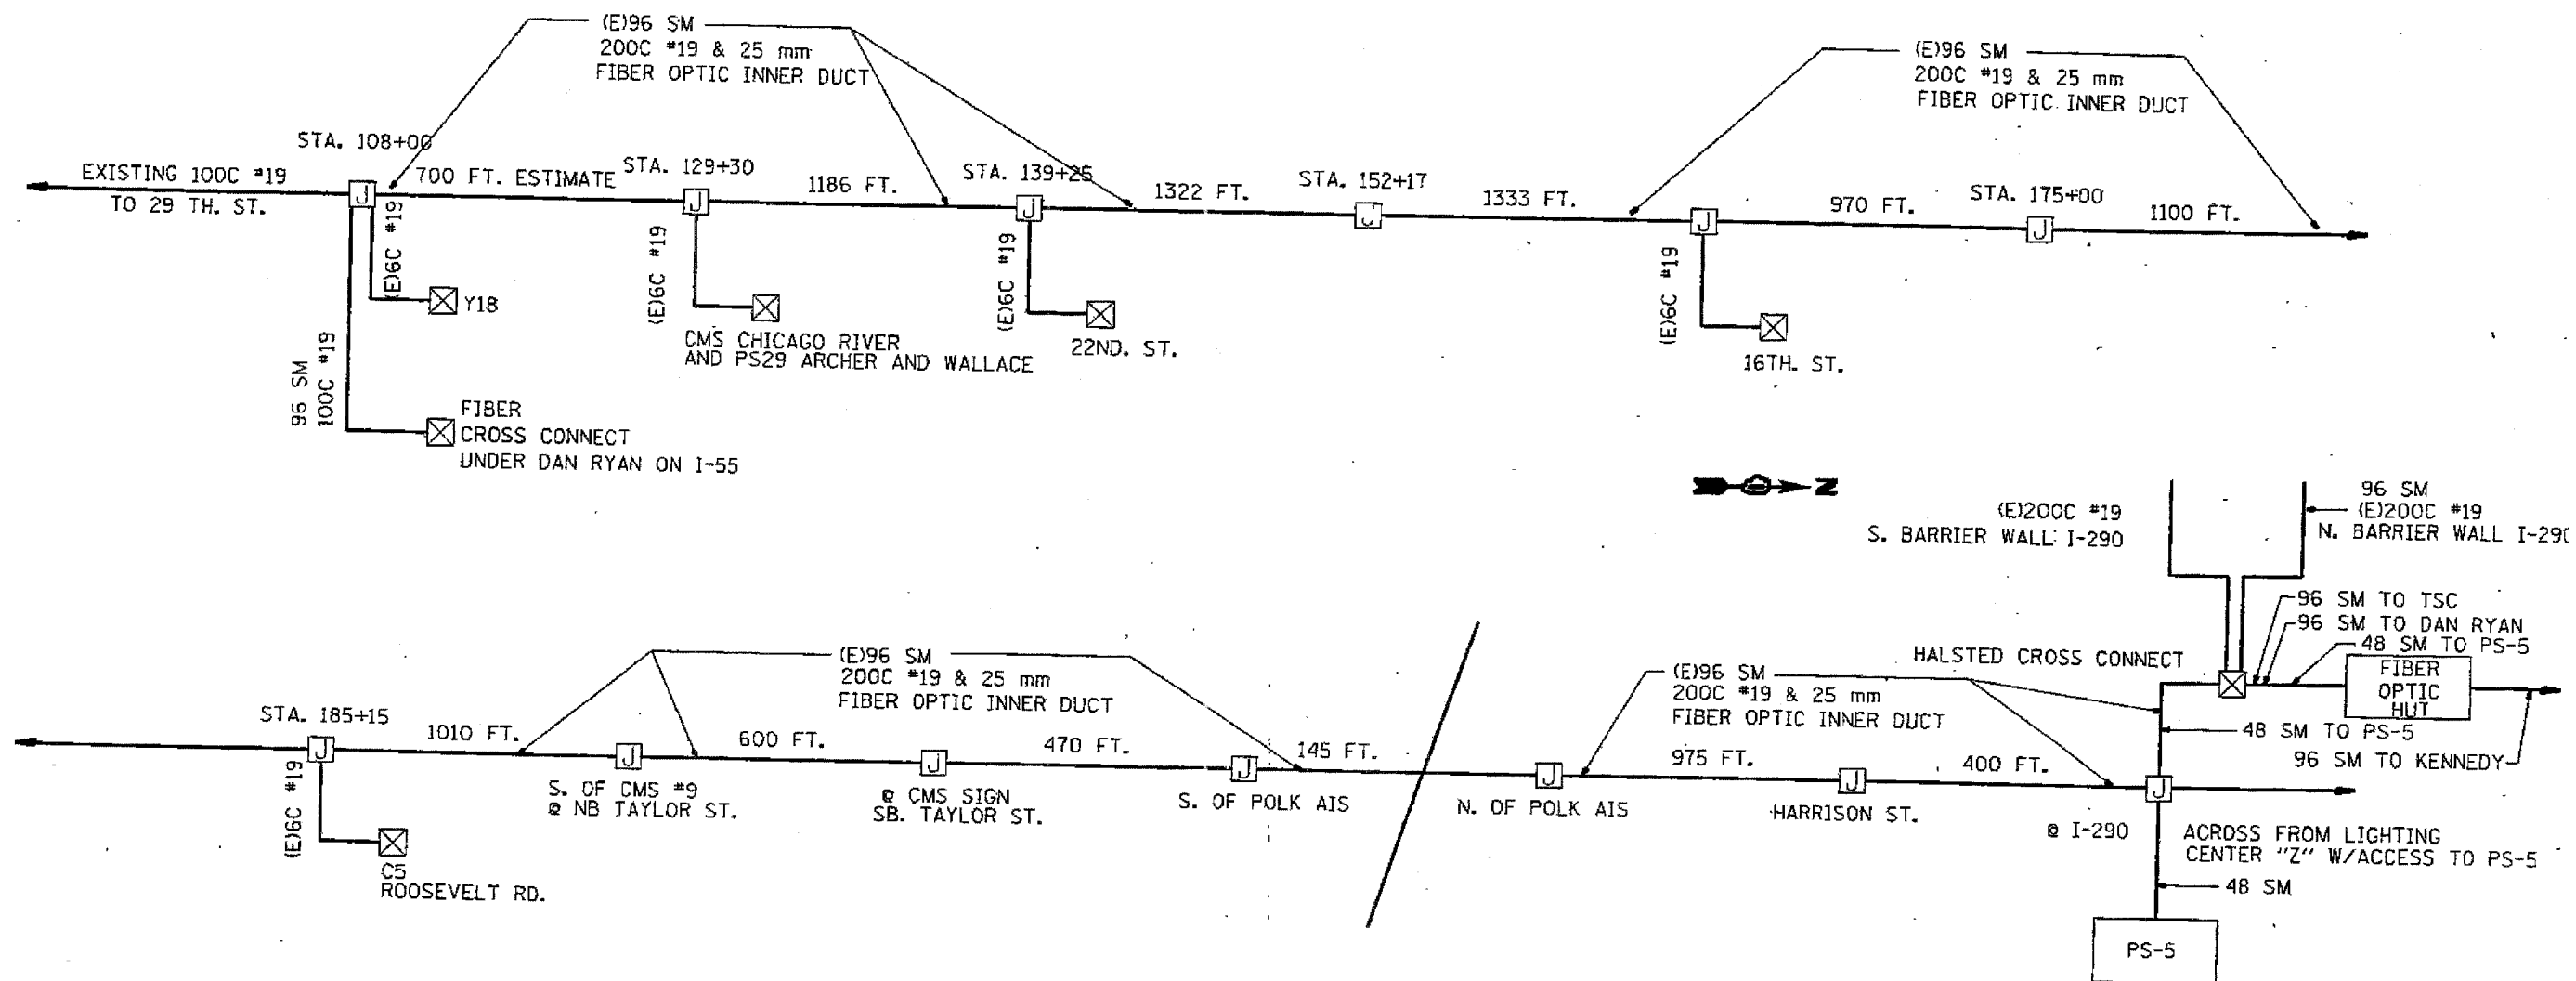 (E)96 SM
200C #19 & 25 mm
FIBER OPTIC INNER DUCT
(E)96 SM
200C #19 & 25 mm
FIBER OPTIC INNER DUCT
STA. 108+00
EXISTING 100C #19
TO 29 TH. ST.
J
700 FT. ESTIMATE
STA. 129+30
J
1186 FT.
STA. 139+25
J
1322 FT.
STA. 152+17
J
1333 FT.
J
970 FT.
STA. 175+00
J
1100 FT.
(E)6C #19
Y18
96 SM
100C #19
FIBER
CROSS CONNECT
UNDER DAN RYAN ON I-55
(E)6C #19
CMS CHICAGO RIVER
AND PS29 ARCHER AND WALLACE
(E)6C #19
22ND. ST.
(E)6C #19
16TH. ST.
N
(E)200C #19
S. BARRIER WALL I-290
96 SM
(E)200C #19
N. BARRIER WALL I-290
96 SM TO TSC
96 SM TO DAN RYAN
48 SM TO PS-5
HALSTED CROSS CONNECT
FIBER
OPTIC
HUT
48 SM TO PS-5
96 SM TO KENNEDY
(E)96 SM
200C #19 & 25 mm
FIBER OPTIC INNER DUCT
(E)96 SM
200C #19 & 25 mm
FIBER OPTIC INNER DUCT
STA. 185+15
J
1010 FT.
J
600 FT.
J
470 FT.
J
145 FT.
J
975 FT.
J
400 FT.
J
(E)6C #19
C5
ROOSEVELT RD.
S. OF CMS #9
@ NB TAYLOR ST.
@ CMS SIGN
SB. TAYLOR ST.
S. OF POLK AIS
N. OF POLK AIS
HARRISON ST.
@ I-290
ACROSS FROM LIGHTING
CENTER "Z" W/ACCESS TO PS-5
48 SM
PS-5